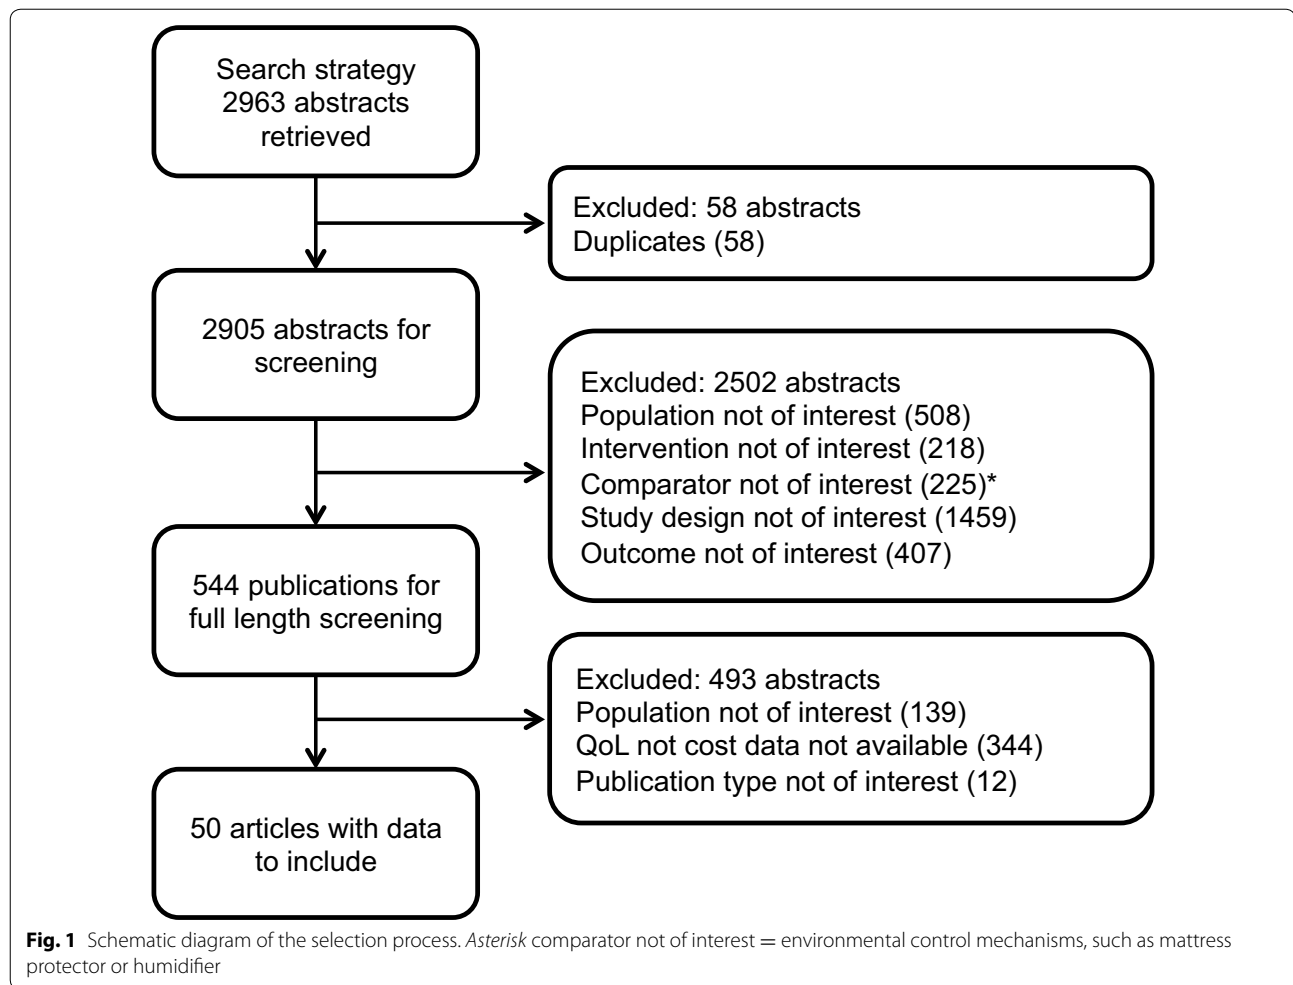 Search strategy
2963 abstracts
retrieved
Excluded: 58 abstracts
Duplicates (58)
2905 abstracts for
screening
Excluded: 2502 abstracts
Population not of interest (508)
Intervention not of interest (218)
Comparator not of interest (225)*
Study design not of interest (1459)
Outcome not of interest (407)
544 publications for
full length screening
Excluded: 493 abstracts
Population not of interest (139)
QoL not cost data not available (344)
Publication type not of interest (12)
50 articles with data
to include
Fig. 1 Schematic diagram of the selection process. Asterisk comparator not of interest = environmental control mechanisms, such as mattress
protector or humidifier